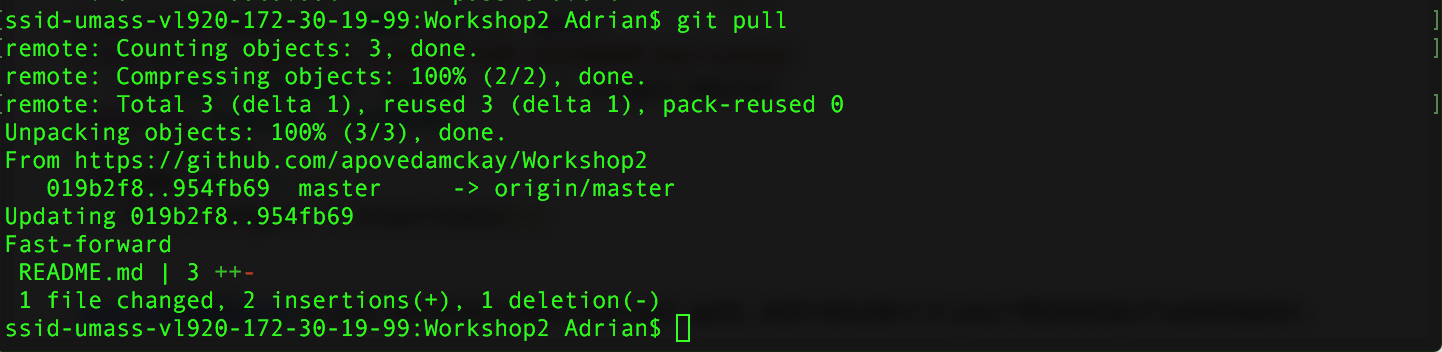 [ssid-umass-vl920-172-30-19-99:Workshop2 Adrian$ git pull ]
[remote: Counting objects: 3, done. ]
remote: Compressing objects: 100% (2/2), done.
[remote: Total 3 (delta 1), reused 3 (delta 1), pack-reused 0 ]
Unpacking objects: 100% (3/3), done.
From https://github.com/apovedamckay/Workshop2
   019b2f8..954fb69  master     -> origin/master
Updating 019b2f8..954fb69
Fast-forward
 README.md | 3 ++-
 1 file changed, 2 insertions(+), 1 deletion(-)
ssid-umass-vl920-172-30-19-99:Workshop2 Adrian$